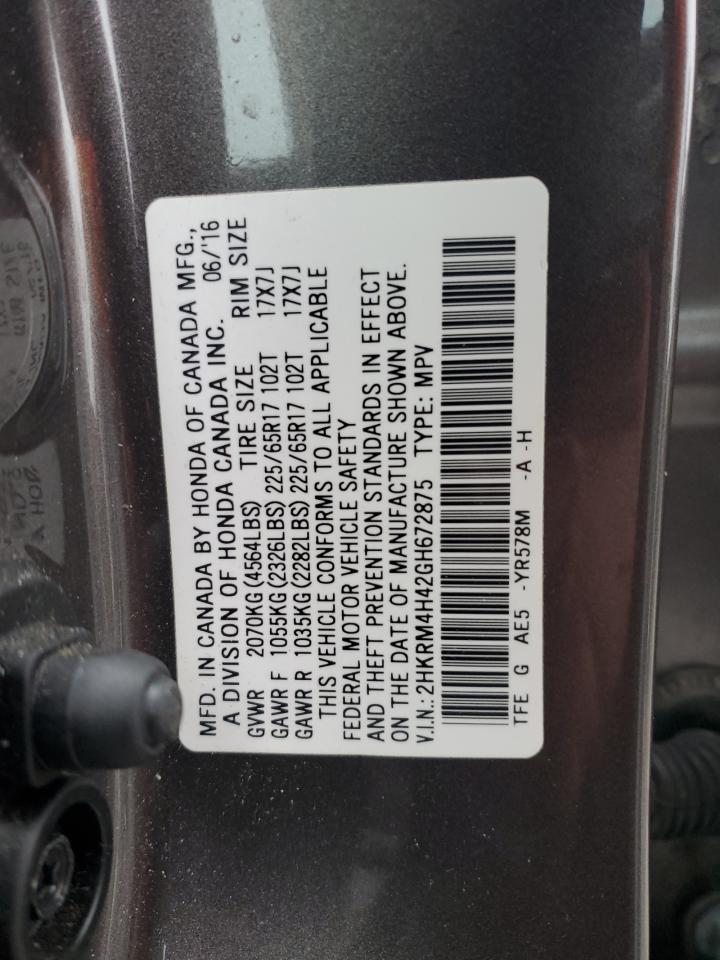 MFD. IN CANADA BY HONDA OF CANADA MFG.,
A DIVISION OF HONDA CANADA INC. 06/'16
GVWR 2070KG(4564LBS) TIRE SIZE RIM SIZE
GAWR F 1055KG(2326LBS) 225/65R17 102T 17X7J
GAWR R 1035KG(2282LBS) 225/65R17 102T 17X7J
THIS VEHICLE CONFORMS TO ALL APPLICABLE
FEDERAL MOTOR VEHICLE SAFETY
AND THEFT PREVENTION STANDARDS IN EFFECT
ON THE DATE OF MANUFACTURE SHOWN ABOVE.
V.I.N.: 2HKRM4H42GH672875 TYPE: MPV
TFE G AE5 -YR578M -A -H